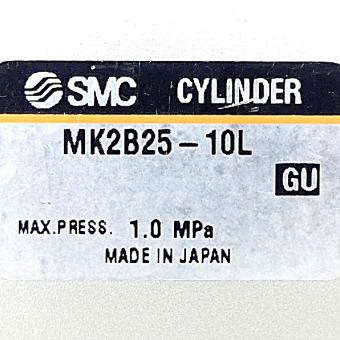 SMC CYLINDER
MK2B25-10L
GU
MAX.PRESS. 1.0 MPa
MADE IN JAPAN